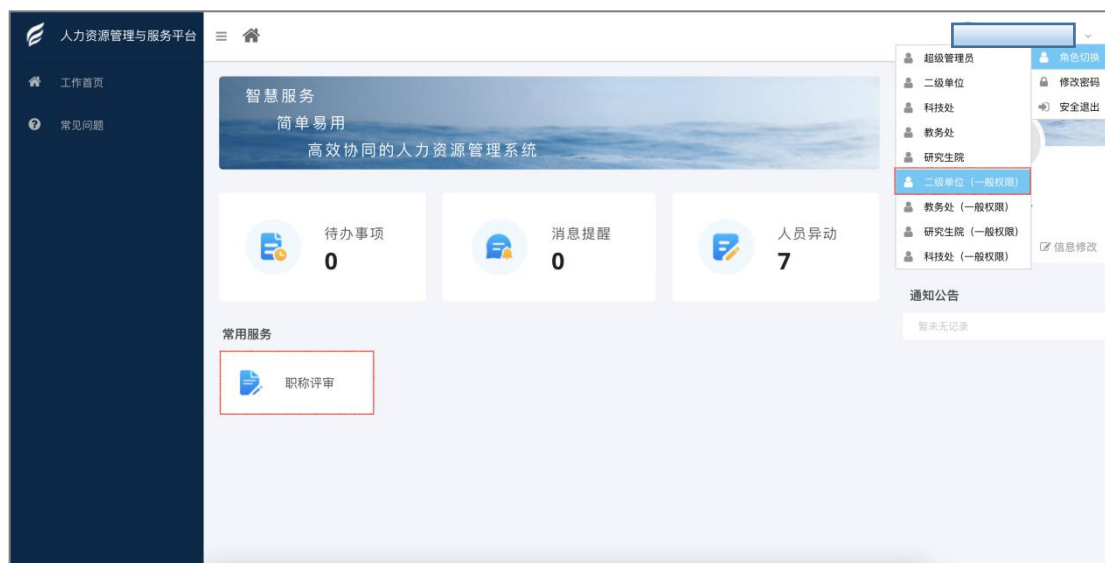 人力资源管理与服务平台
工作首页
常见问题
智慧服务
简单易用
高效协同的人力资源管理系统
待办事项
0
消息提醒
0
人员异动
7
常用服务
职称评审
超级管理员
二级单位
科技处
教务处
研究生院
二级单位（一般权限）
教务处（一般权限）
研究生院（一般权限）
科技处（一般权限）
角色切换
修改密码
安全退出
信息修改
通知公告
暂未无记录